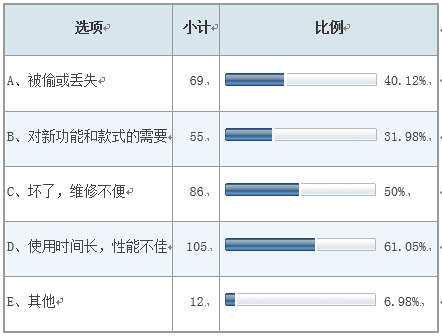 选项 小计 比例
A、被偷或丢失 69 40.12%
B、对新功能和款式的需要 55 31.98%
C、坏了，维修不便 86 50%
D、使用时间长，性能不佳 105 61.05%
E、其他 12 6.98%